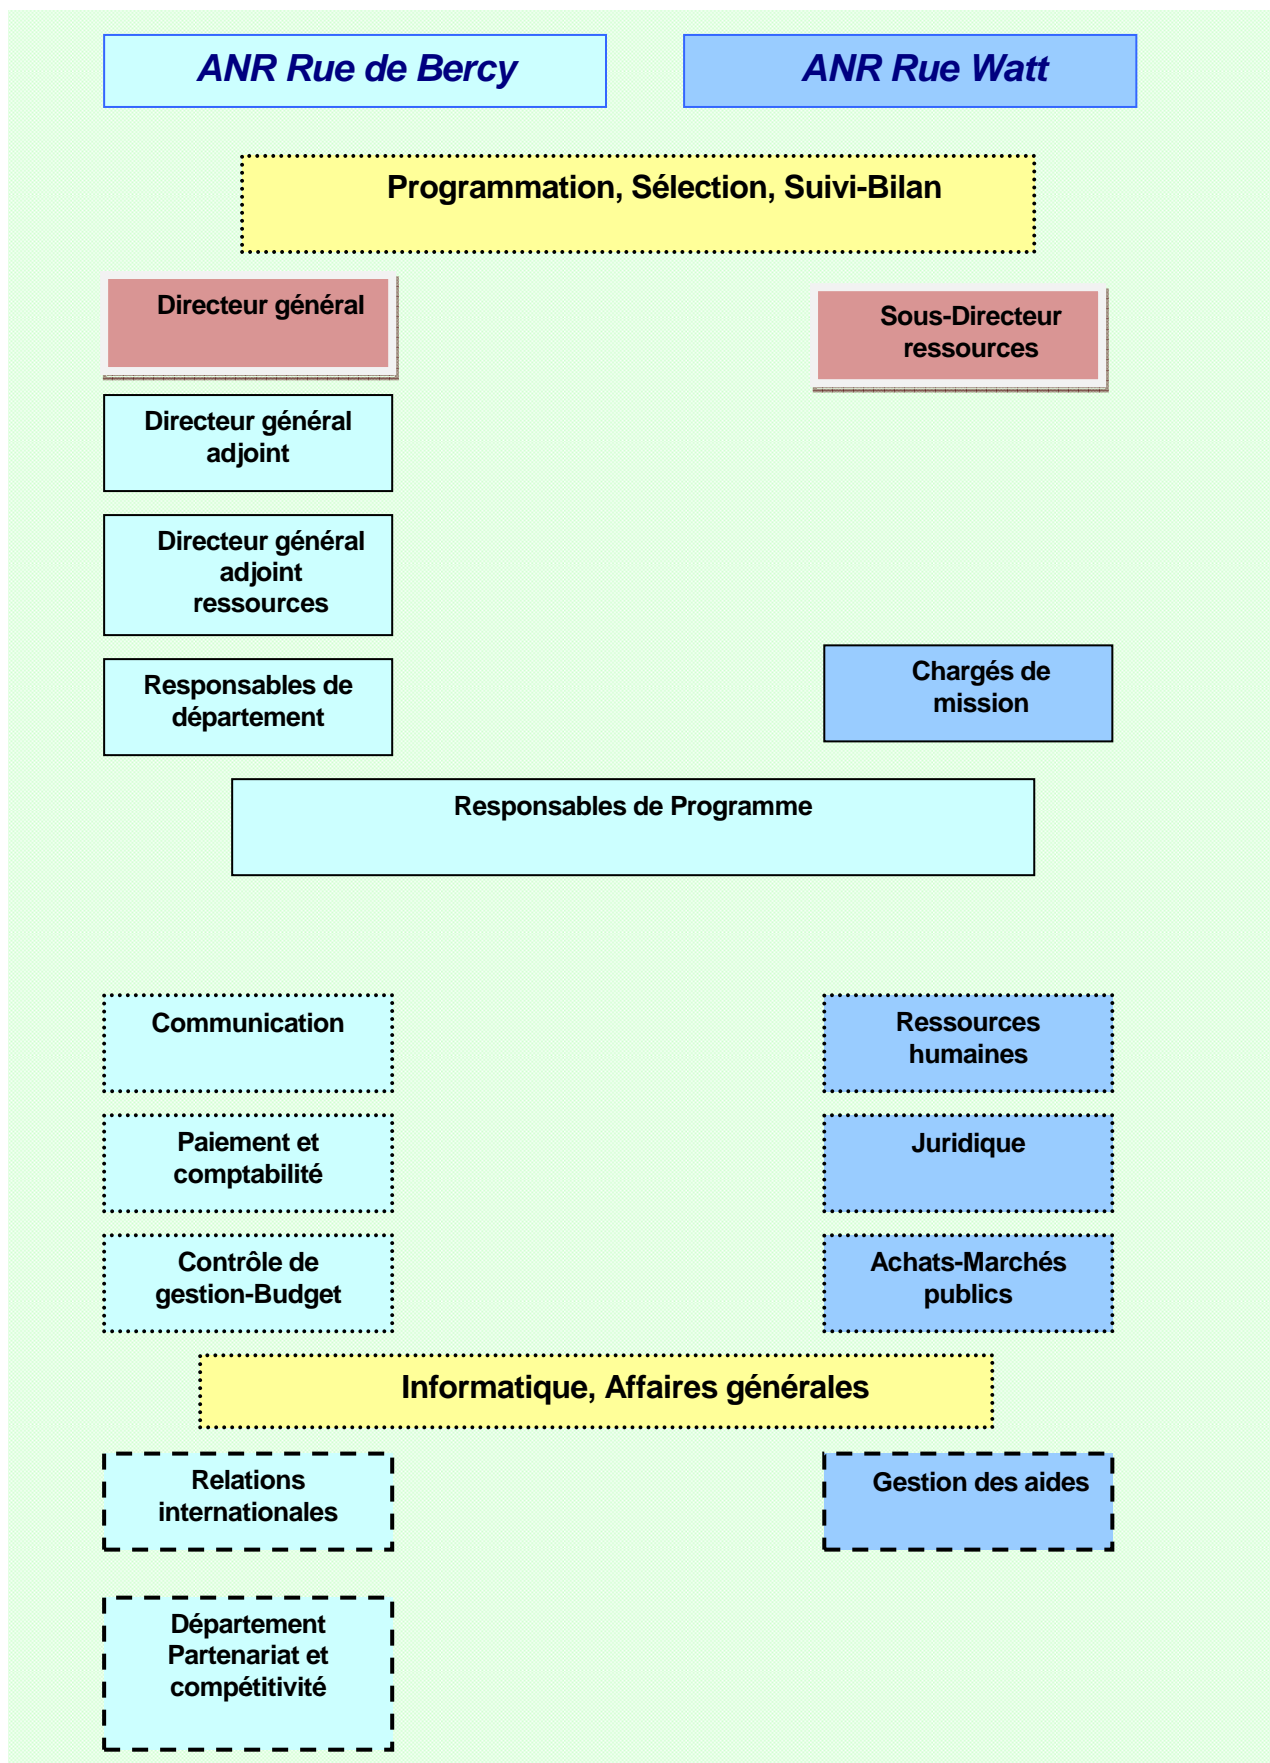 ANR Rue de Bercy
ANR Rue Watt
Programmation, Sélection, Suivi-Bilan
Directeur général
Sous-Directeur
ressources
Directeur général
adjoint
Directeur général
adjoint
ressources
Responsables de
département
Chargés de
mission
Responsables de Programme
Communication
Ressources
humaines
Paiement et
comptabilité
Juridique
Contrôle de
gestion-Budget
Achats-Marchés
publics
Informatique, Affaires générales
Relations
internationales
Gestion des aides
Département
Partenariat et
compétitivité